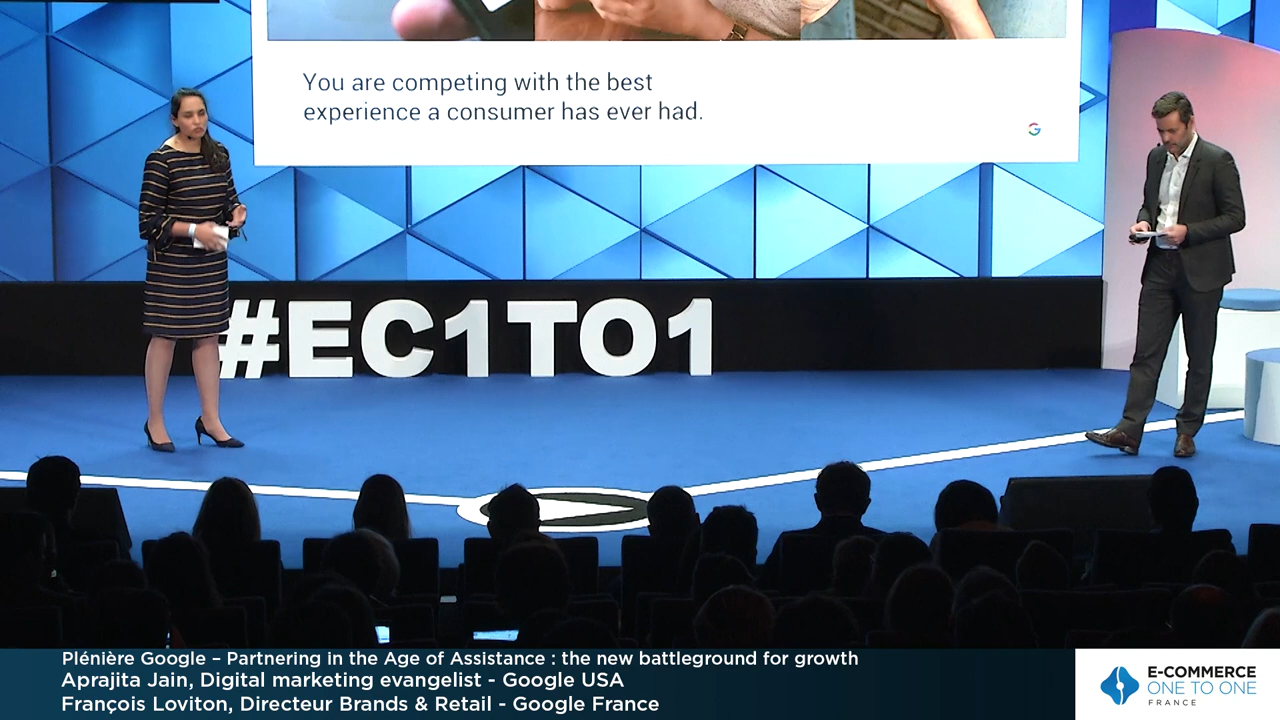 You are competing with the best
experience a consumer has ever had.
#EC1TO1
Plénière Google – Partnering in the Age of Assistance : the new battleground for growth
Aprajita Jain, Digital marketing evangelist - Google USA
François Loviton, Directeur Brands & Retail - Google France
E-COMMERCE
ONE TO ONE
FRANCE